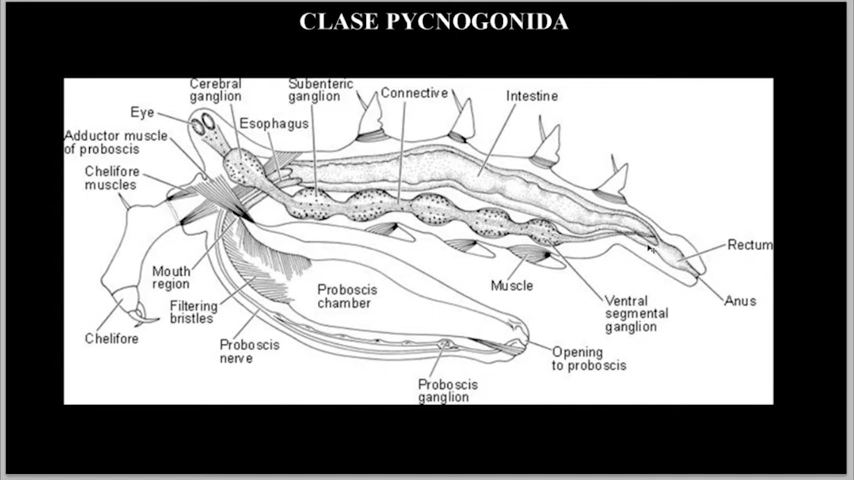 CLASE PYCNOGONIDA
Cerebral
ganglion
Subenteric
ganglion
Connective
Intestine
Eye
Esophagus
Adductor muscle
of proboscis
Chelifore
muscles
Rectum
Mouth
region
Proboscis
chamber
Muscle
Anus
Filtering
bristles
Ventral
segmental
ganglion
Chelifore
Proboscis
nerve
Opening
to proboscis
Proboscis
ganglion